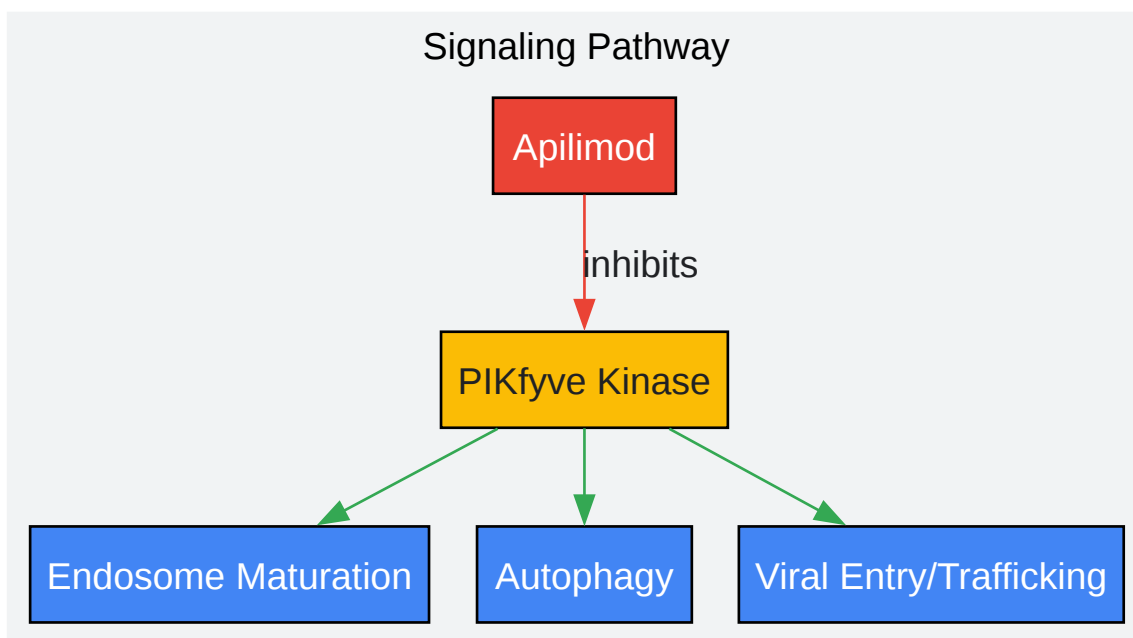 Signaling Pathway
Apilimod
inhibits
PIKfyve Kinase
Endosome Maturation
Autophagy
Viral Entry/Trafficking